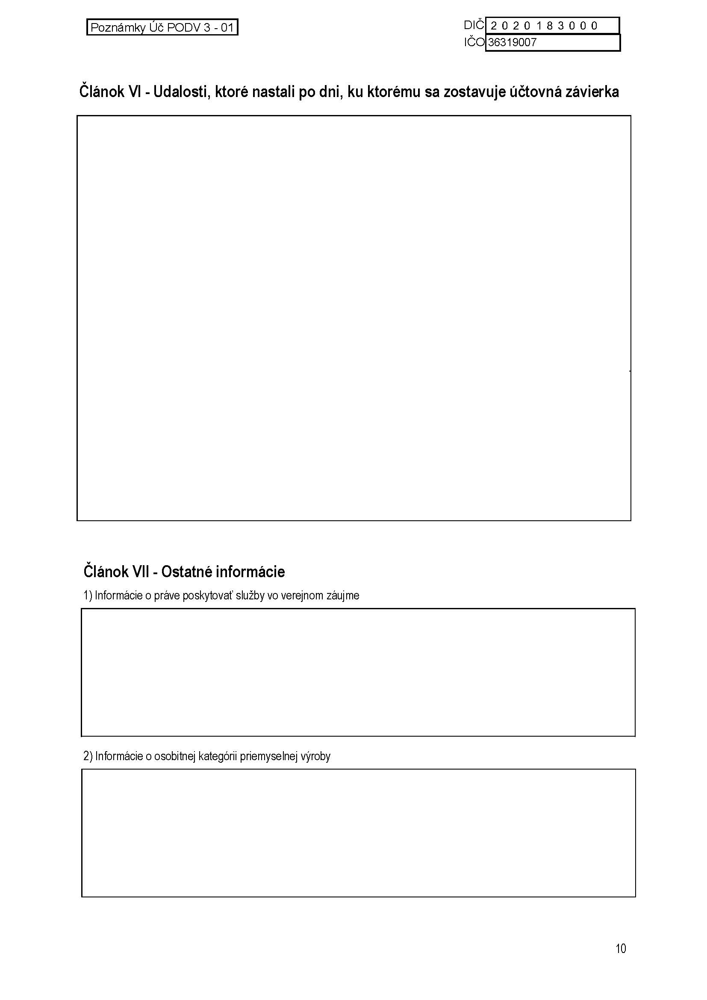 Poznámky Úč PODV 3 - 01
DIČ 2 0 2 0 1 8 3 0 0 0
IČO 36319007
Článok VI - Udalosti, ktoré nastali po dni, ku ktorému sa zostavuje účtovná závierka
Článok VII - Ostatné informácie
1) Informácie o práve poskytovať služby vo verejnom záujme
2) Informácie o osobitnej kategórii priemyselnej výroby
10